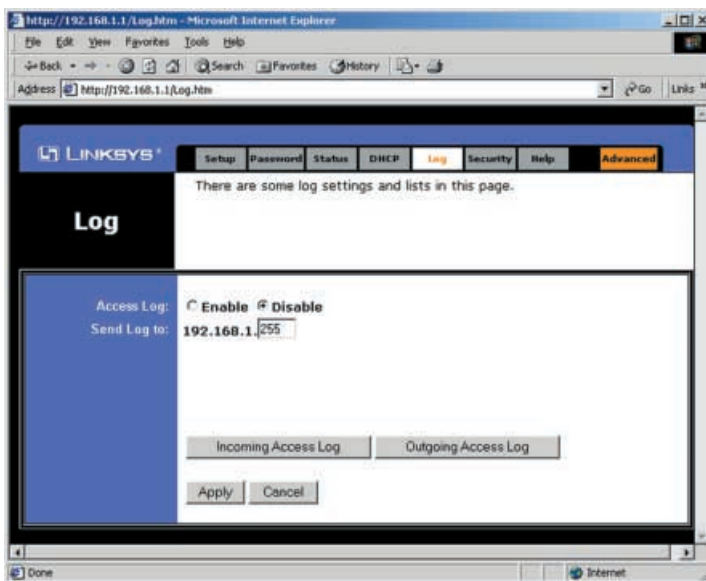 http://192.168.1.1/Log.htm - Microsoft Internet Explorer
File Edit View Favorites Tools Help
Back Search Favorites History
Address http://192.168.1.1/Log.htm Go Links »
LINKSYS® Setup Password Status DHCP Log Security Help Advanced
There are some log settings and lists in this page.
Log
Access Log: Enable Disable
Send Log to: 192.168.1.255
Incoming Access Log Outgoing Access Log
Apply Cancel
Done Internet